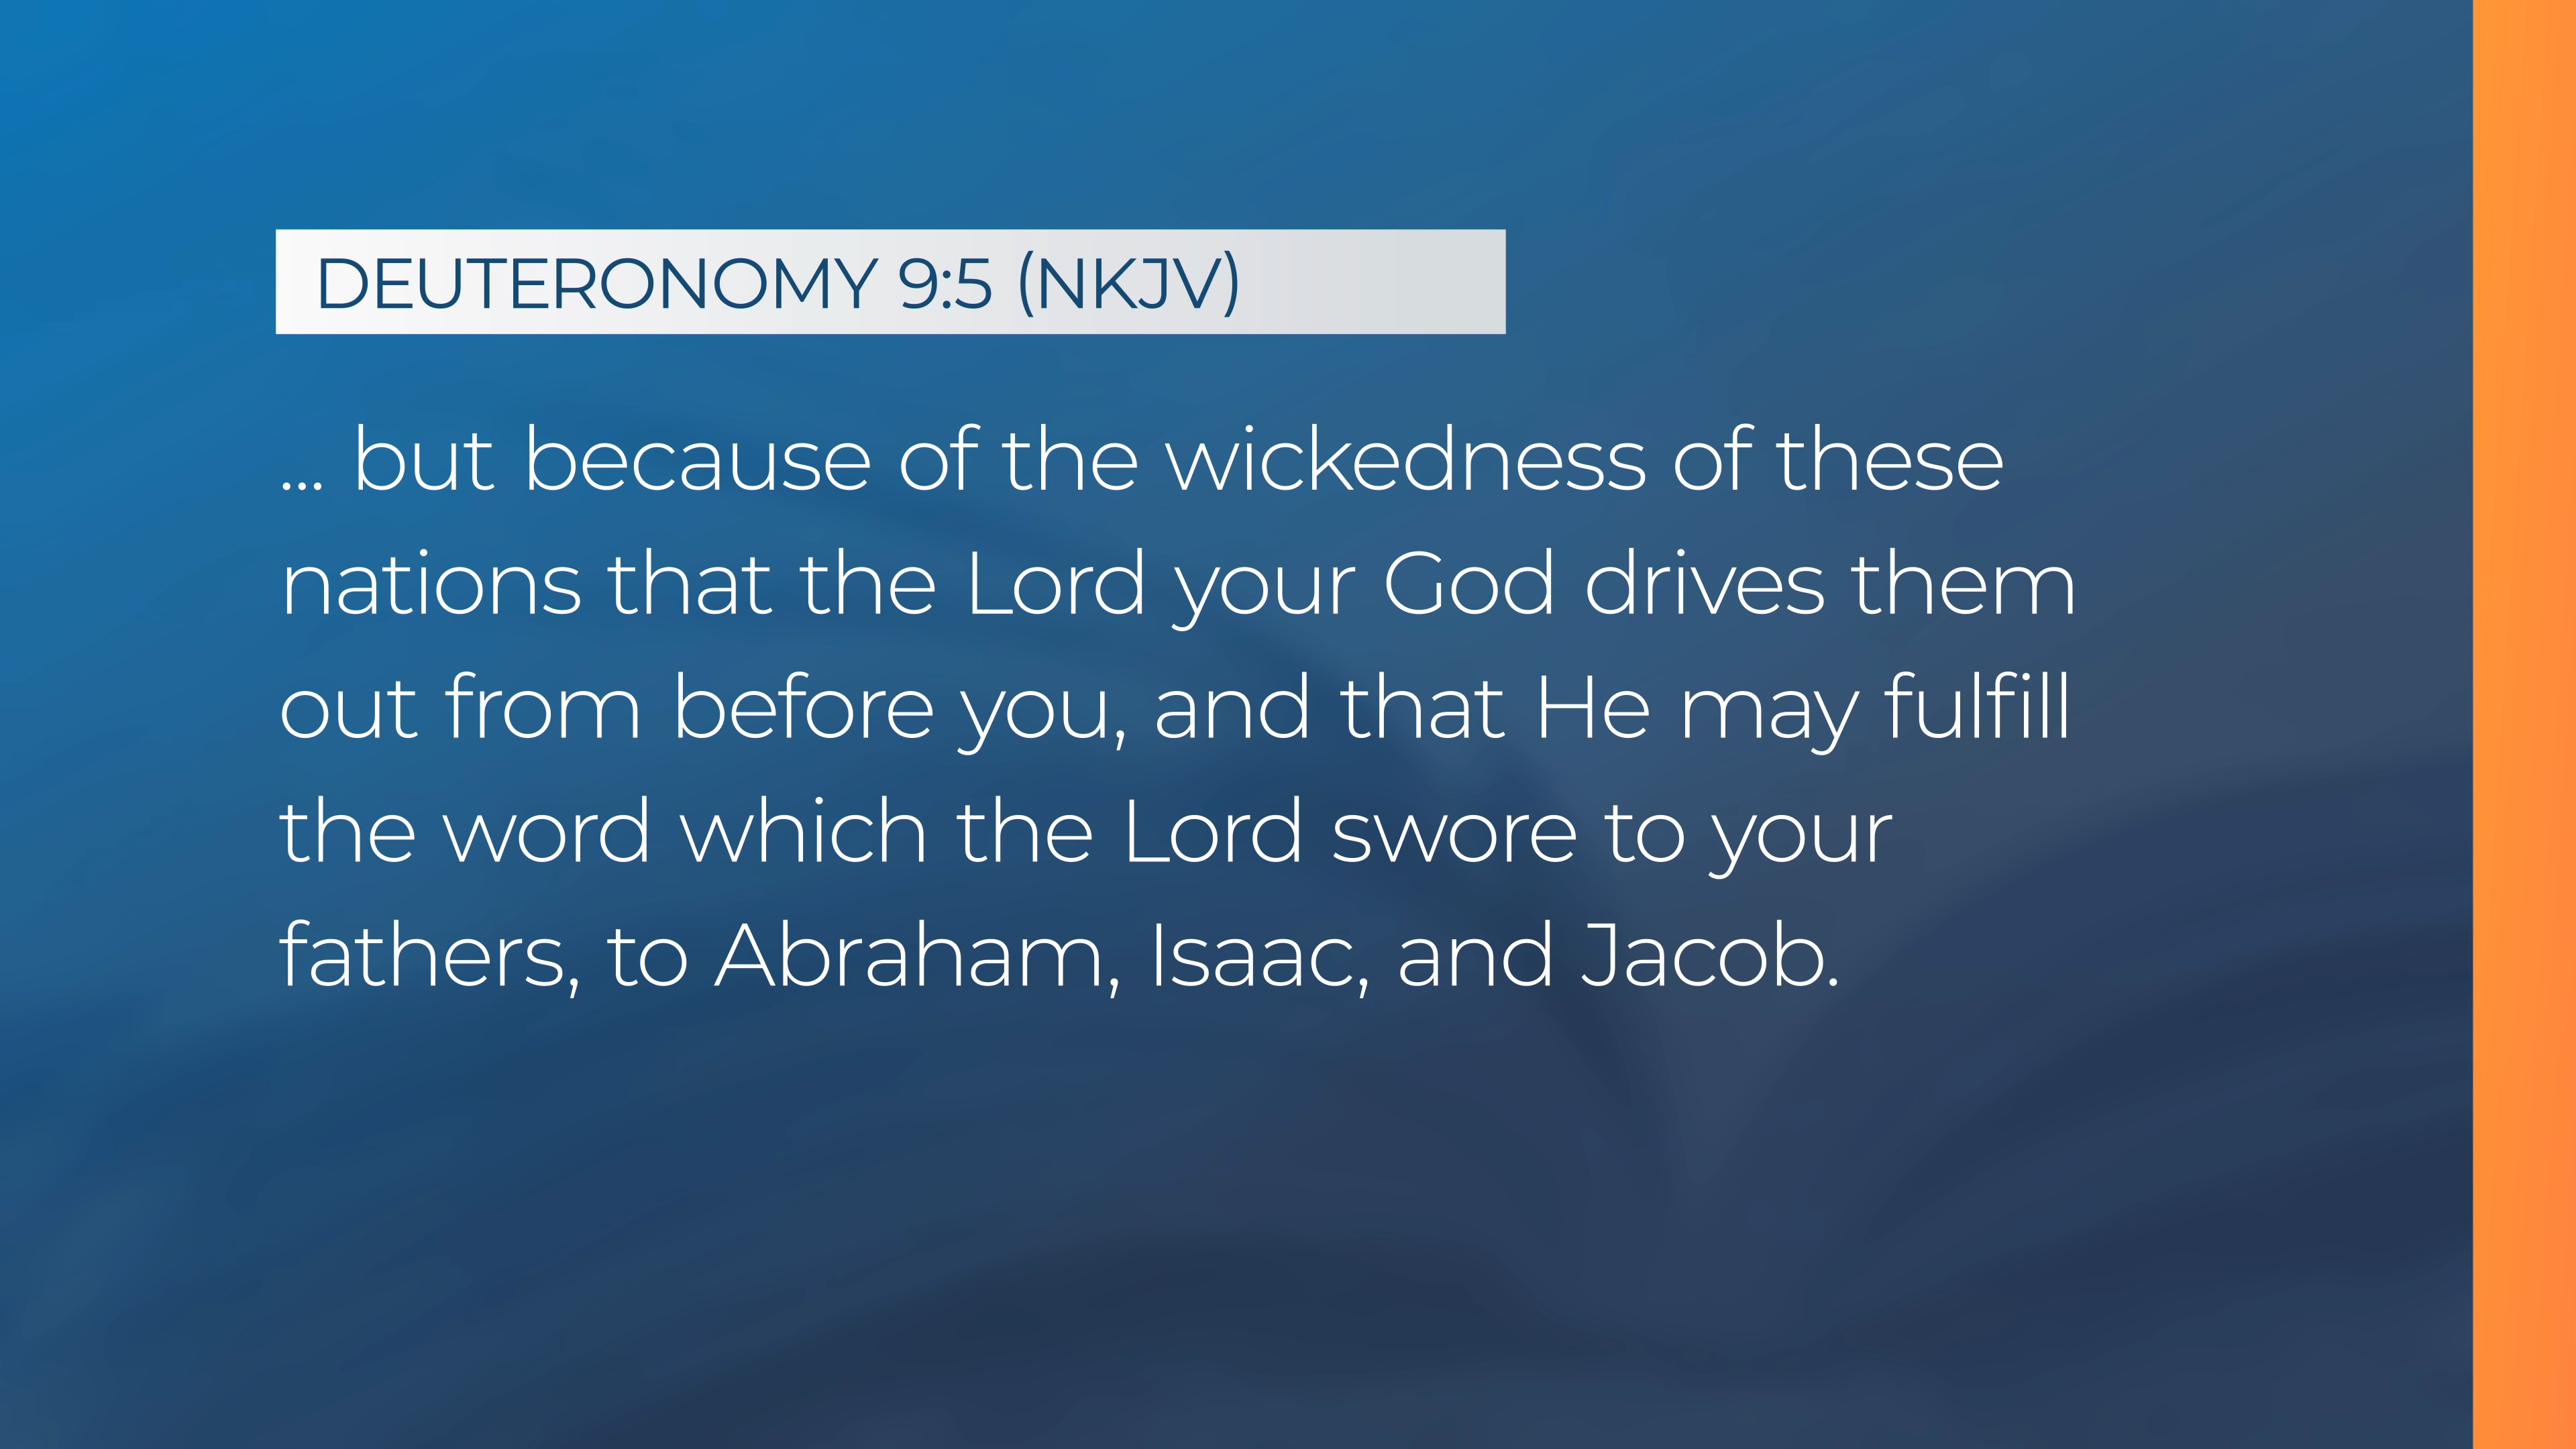 DEUTERONOMY 9:5 (NKJV)
... but because of the wickedness of these
nations that the Lord your God drives them
out from before you, and that He may fulfill
the word which the Lord swore to your
fathers, to Abraham, Isaac, and Jacob.